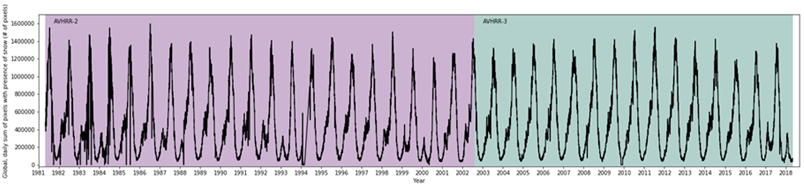 AVHRR-2
AVHRR-3
Global, daily sum of pixels with presence of snow (# of pixels)
1600000
1400000
1200000
1000000
800000
600000
400000
200000
0
1981 1982 1983 1984 1985 1986 1987 1988 1989 1990 1991 1992 1993 1994 1995 1996 1997 1998 1999 2000 2001 2002 2003 2004 2005 2006 2007 2008 2009 2010 2011 2012 2013 2014 2015 2016 2017 2018
Year